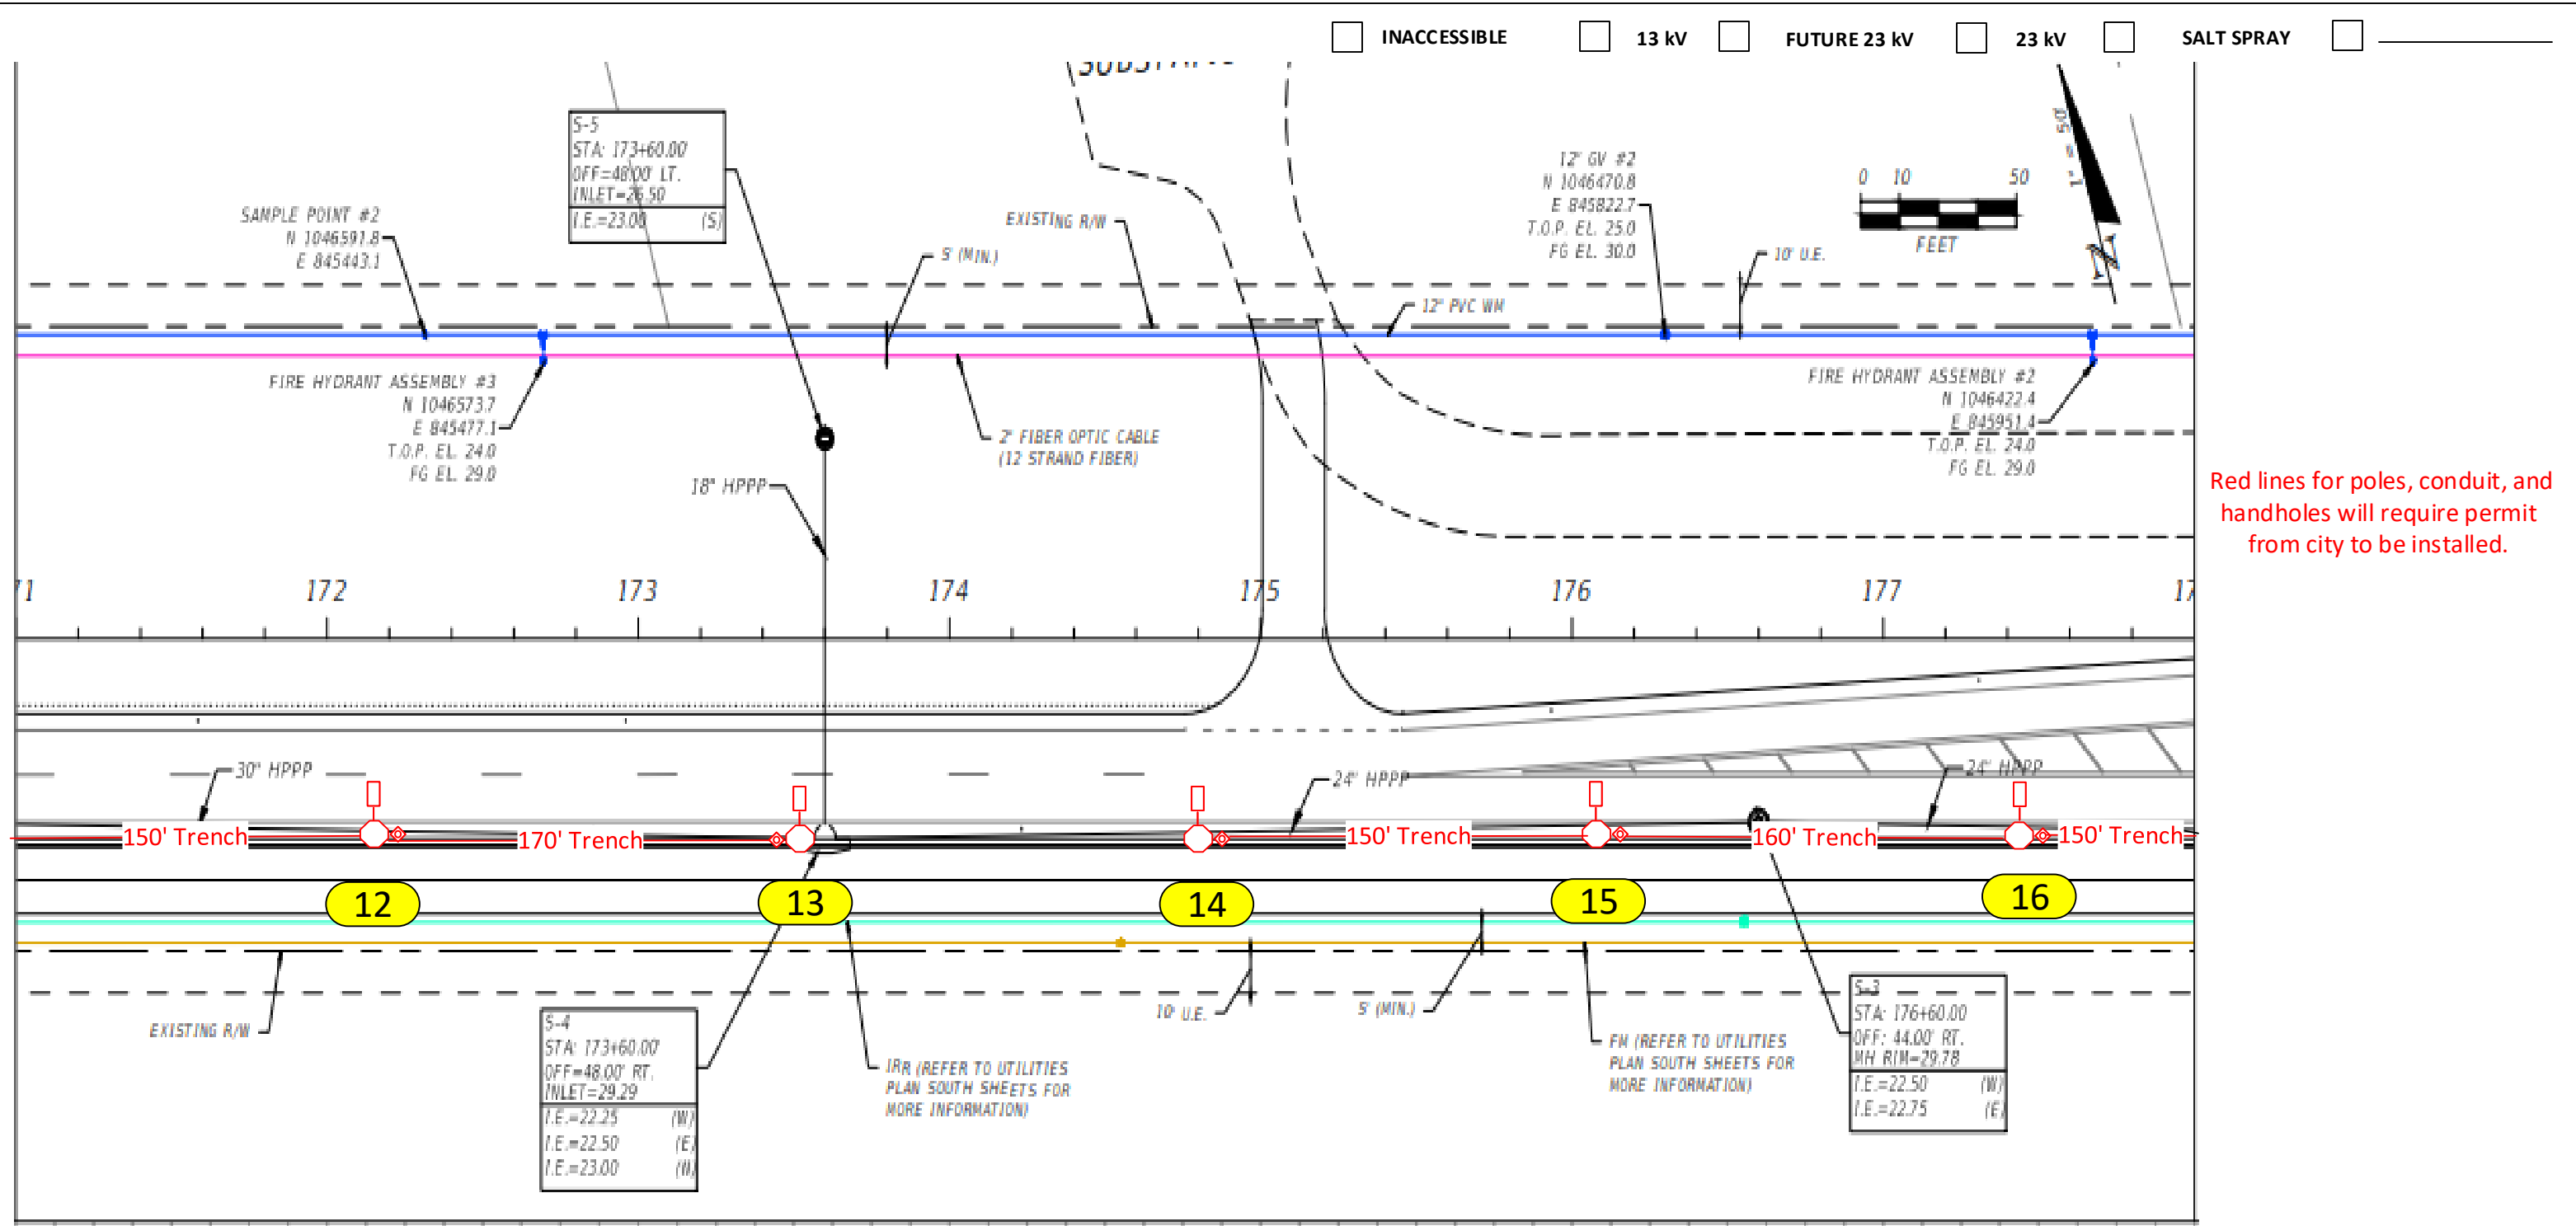 INACCESSIBLE
13 kV
FUTURE 23 kV
23 kV
SALT SPRAY
S-5
STA: 173+60.00'
OFF=48.00' LT.
INLET=26.50
I.E.=23.00 (S)
SAMPLE POINT #2
N 1046591.8
E 845443.1
EXISTING R/W
5' (MIN.)
12" GV #2
N 1046470.8
E 845822.7
T.O.P. EL. 25.0
FG EL. 30.0
10' U.E.
0 10 50
FEET
1" = 50'
N
12" PVC WM
FIRE HYDRANT ASSEMBLY #3
N 1046573.7
E 845477.1
T.O.P. EL. 24.0
FG EL. 29.0
2" FIBER OPTIC CABLE
(12 STRAND FIBER)
18" HPPP
FIRE HYDRANT ASSEMBLY #2
N 1046422.4
E 845951.4
T.O.P. EL. 24.0
FG EL. 29.0
Red lines for poles, conduit, and
handholes will require permit
from city to be installed.
172 173 174 175 176 177
30" HPPP
24" HPPP
24" HPPP
150' Trench
170' Trench
150' Trench
160' Trench
150' Trench
12
13
14
15
16
EXISTING R/W
S-4
STA: 173+60.00'
OFF=48.00' RT.
INLET=29.29
I.E.=22.25 (W)
I.E.=22.50 (E)
I.E.=23.00 (N)
IRR (REFER TO UTILITIES
PLAN SOUTH SHEETS FOR
MORE INFORMATION)
10' U.E.
5' (MIN.)
FM (REFER TO UTILITIES
PLAN SOUTH SHEETS FOR
MORE INFORMATION)
S-3
STA: 176+60.00
OFF: 44.00' RT.
MH RIM=29.78
I.E.=22.50 (W)
I.E.=22.75 (E)